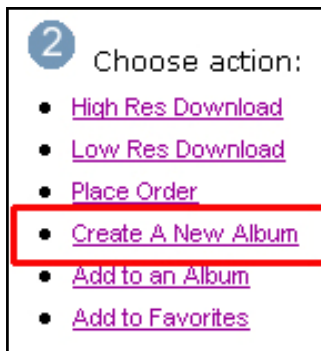 2 Choose action:
High Res Download
Low Res Download
Place Order
Create A New Album
Add to an Album
Add to Favorites